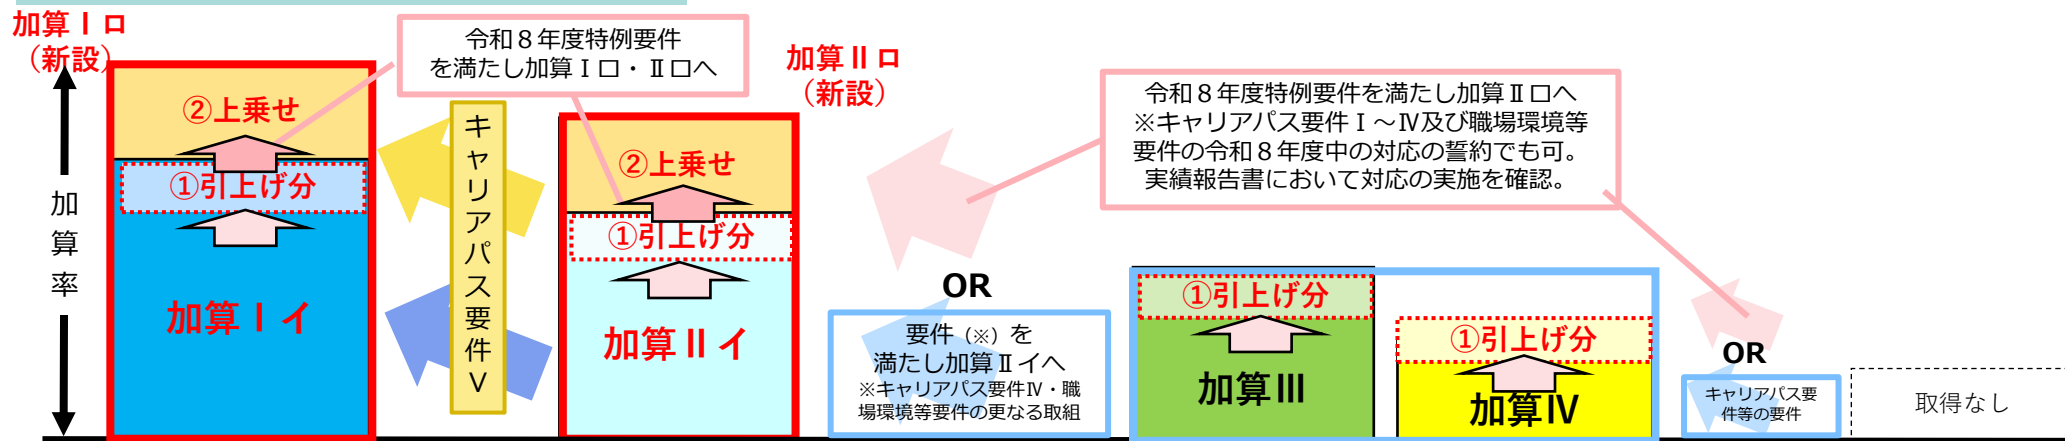 加算Ⅰロ
（新設）
加算率
②上乗せ
①引上げ分
加算Ⅰイ
令和８年度特例要件
を満たし加算Ⅰロ・Ⅱロへ
キャリアパス要件Ⅴ
加算Ⅱロ
（新設）
②上乗せ
①引上げ分
加算Ⅱイ
令和８年度特例要件を満たし加算Ⅱロへ
※キャリアパス要件Ⅰ～Ⅳ及び職場環境等
要件の令和８年度中の対応の誓約でも可。
実績報告書において対応の実施を確認。
OR
要件（※）を
満たし加算Ⅱイへ
※キャリアパス要件Ⅳ・職
場環境等要件の更なる取組
①引上げ分
加算Ⅲ
①引上げ分
加算Ⅳ
OR
キャリアパス要
件等の要件
取得なし